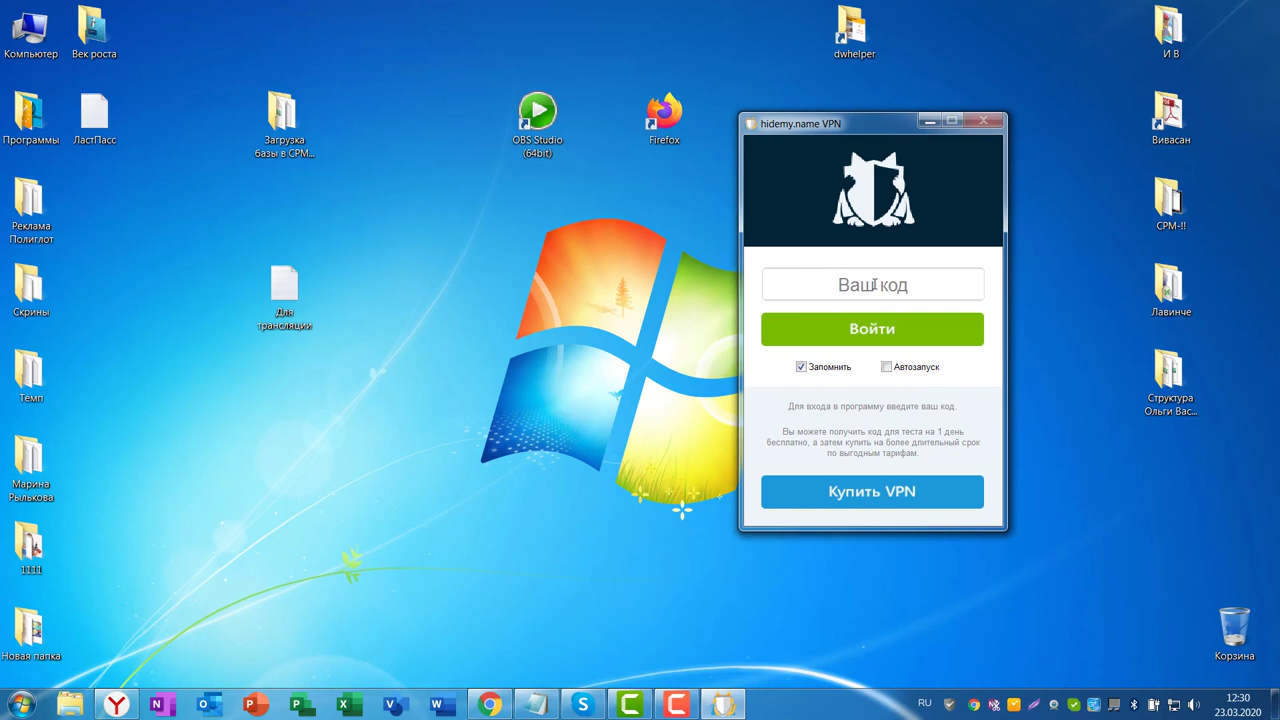 Компьютер
Век роста
dwhelper
И В
Программы
ЛастПасс
Загрузка
базы в СРМ...
OBS Studio
(64bit)
Firefox
hidemy.name VPN
Вивасан
Реклама
Полиглот
СРМ-!!
Скрины
Для
трансляции
Ваш код
Войти
Лавинче
Запомнить
Автозапуск
Темп
Структура
Ольги Вас...
Для входа в программу введите ваш код.
Вы можете получить код для теста на 1 день
бесплатно, а затем купить на более длительный срок
по выгодным тарифам.
Марина
Рылькова
Купить VPN
1111
Новая папка
Корзина
RU
12:30
23.03.2020